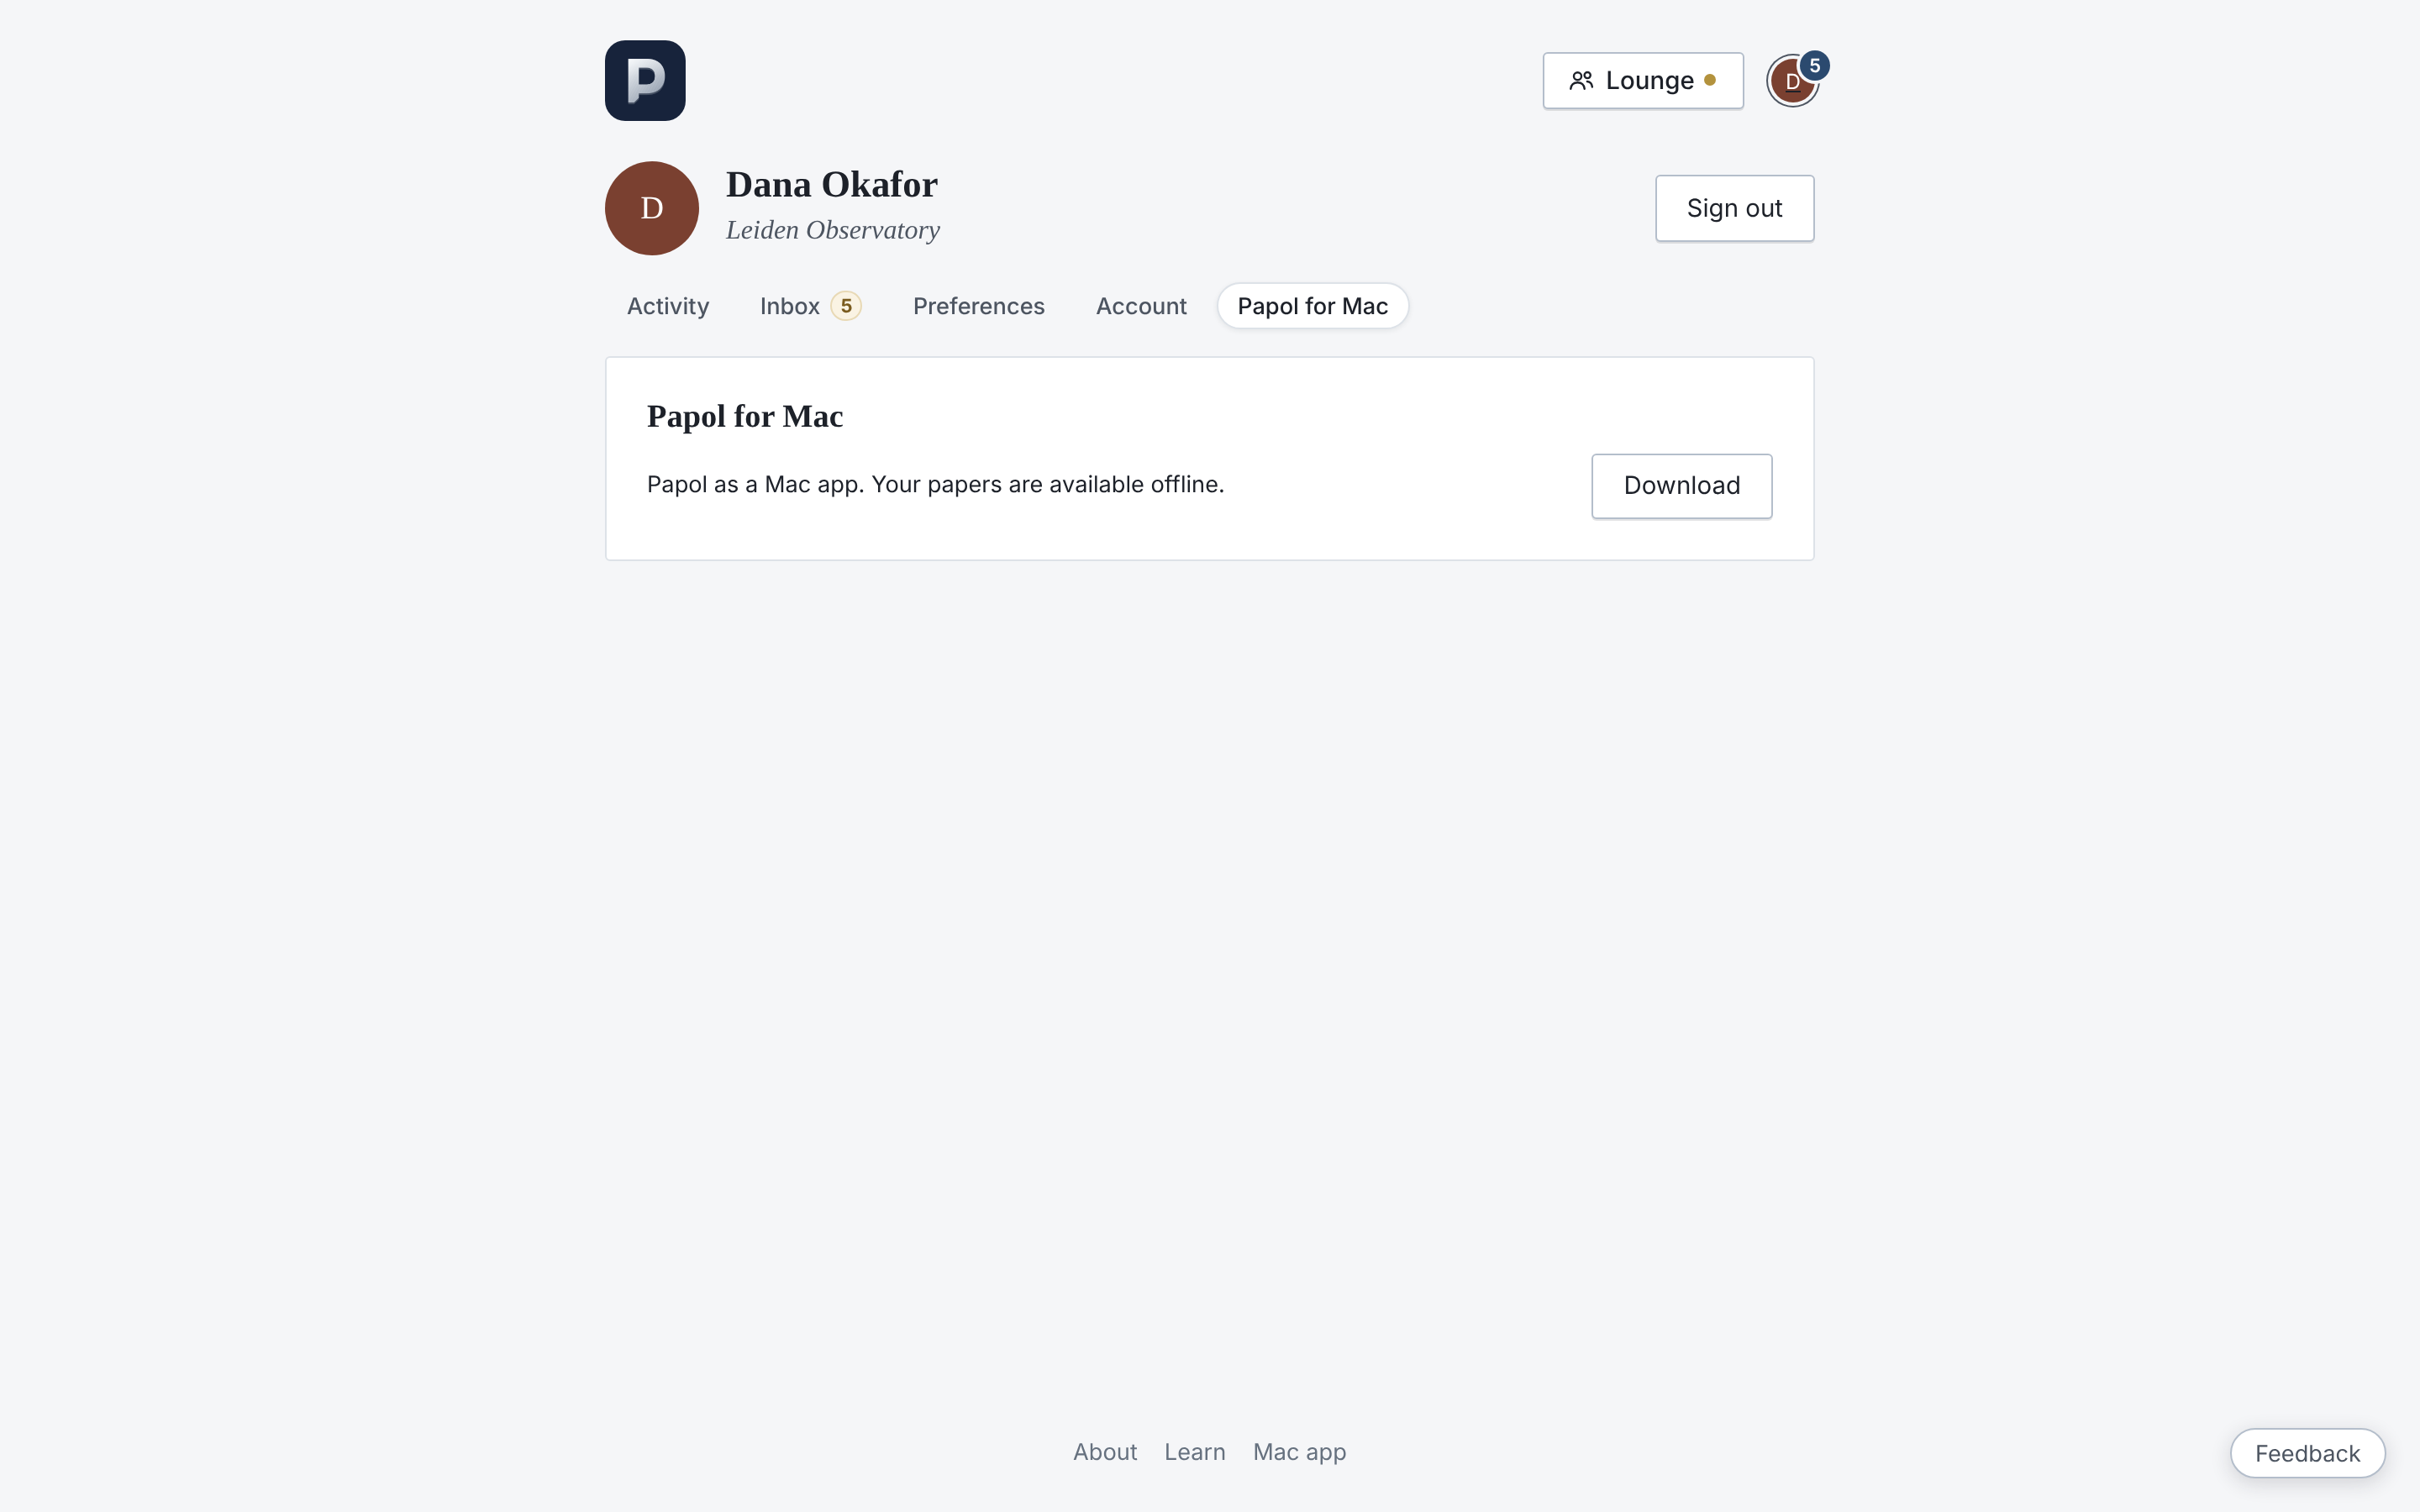 P
Lounge
D
5
D
Dana Okafor
Leiden Observatory
Sign out
Activity
Inbox 5
Preferences
Account
Papol for Mac
Papol for Mac
Papol as a Mac app. Your papers are available offline.
Download
About
Learn
Mac app
Feedback